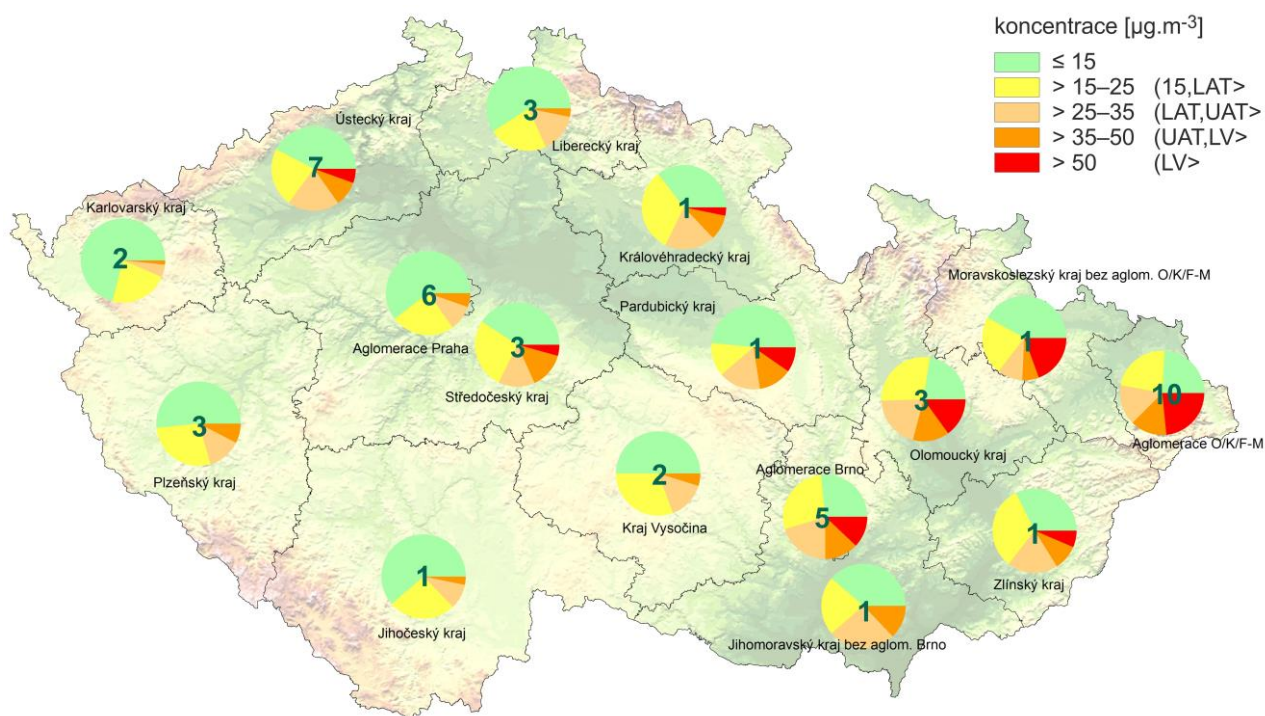 koncentrace [µg.m-3]
≤ 15
> 15–25 (15,LAT>
> 25–35 (LAT,UAT>
> 35–50 (UAT,LV>
> 50 (LV>
3
Liberecký kraj
Ústecký kraj
7
Karlovarský kraj
2
1
Královéhradecký kraj
6
Aglomerace Praha
3
Středočeský kraj
Pardubický kraj
1
Moravskoslezský kraj bez aglom. O/K/F-M
1
10
Aglomerace O/K/F-M
3
Olomoucký kraj
3
Plzeňský kraj
2
Kraj Vysočina
Aglomerace Brno
5
1
Zlínský kraj
1
Jihočeský kraj
1
Jihomoravský kraj bez aglom. Brno